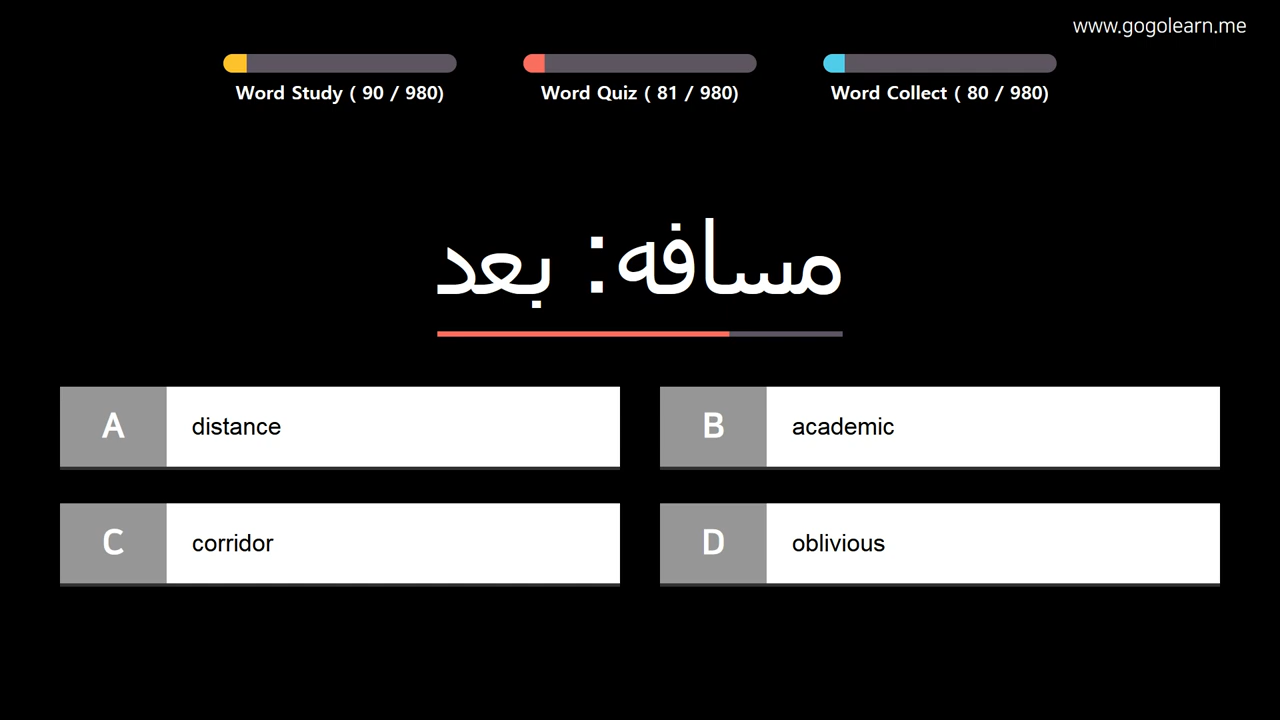 www.gogolearn.me
Word Study ( 90 / 980)
Word Quiz ( 81 / 980)
Word Collect ( 80 / 980)
مسافه: بعد
A distance
B academic
C corridor
D oblivious